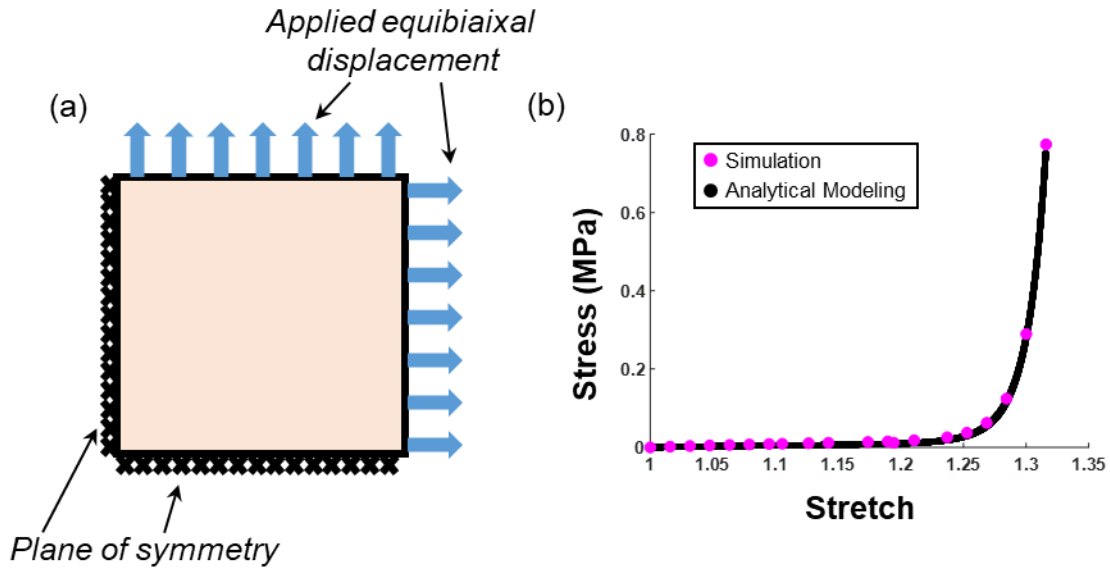 Applied equibiaixal
displacement
(a)
Plane of symmetry
(b)
Simulation
Analytical Modeling
Stress (MPa)
0.8
0.6
0.4
0.2
0
1
1.05
1.1
1.15
1.2
1.25
1.3
1.35
Stretch